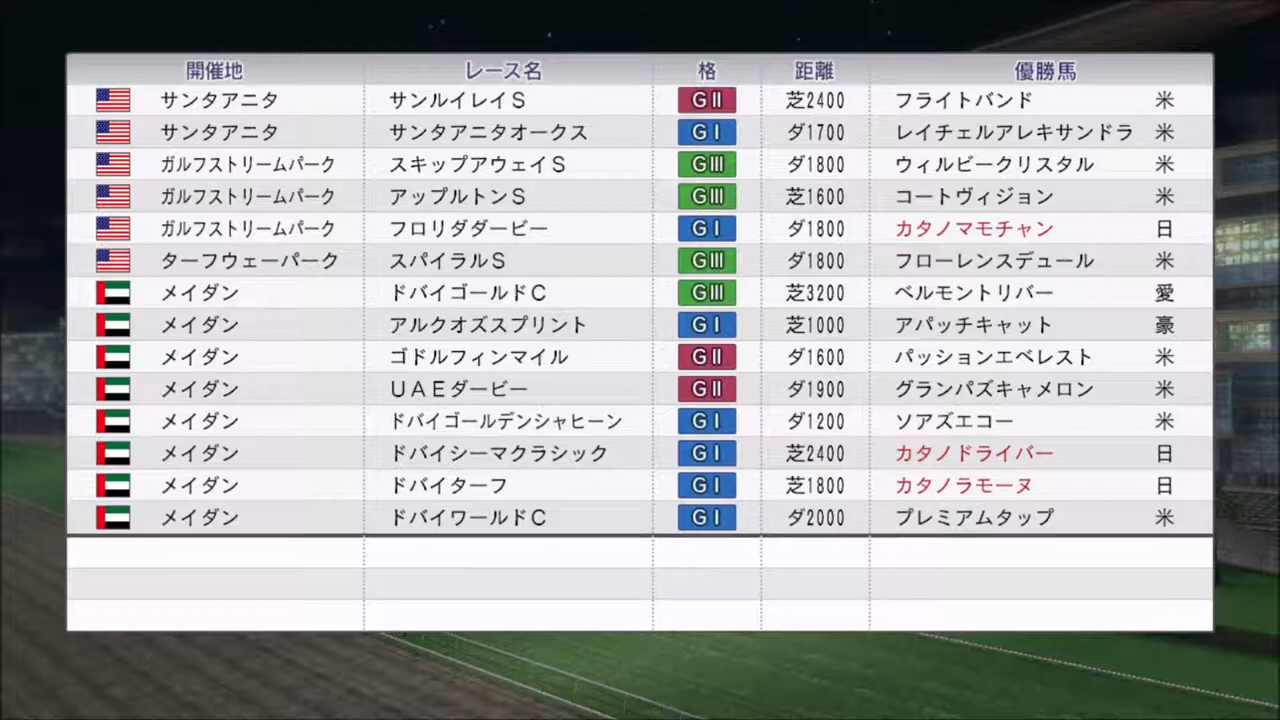 開催地 レース名 格 距離 優勝馬
サンタアニタ サンルイレイS GⅡ 芝2400 フライトバンド 米
サンタアニタ サンタアニタオークス GⅠ ダ1700 レイチェルアレキサンドラ 米
ガルフストリームパーク スキップアウェイS GⅢ ダ1800 ウィルビークリスタル 米
ガルフストリームパーク アップルトンS GⅢ 芝1600 コートヴィジョン 米
ガルフストリームパーク フロリダダービー GⅠ ダ1800 カタノマモチャン 日
ターフウェーパーク スパイラルS GⅢ ダ1800 フローレンスデュール 米
メイダン ドバイゴールドC GⅢ 芝3200 ベルモントリバー 愛
メイダン アルクオズスプリント GⅠ 芝1000 アパッチキャット 豪
メイダン ゴドルフィンマイル GⅡ ダ1600 パッションエベレスト 米
メイダン UAEダービー GⅡ ダ1900 グランパズキャメロン 米
メイダン ドバイゴールデンシャヒーン GⅠ ダ1200 ソアズエコー 米
メイダン ドバイシーマクラシック GⅠ 芝2400 カタノドライバー 日
メイダン ドバイターフ GⅠ 芝1800 カタノラモーヌ 日
メイダン ドバイワールドC GⅠ ダ2000 プレミアムタップ 米